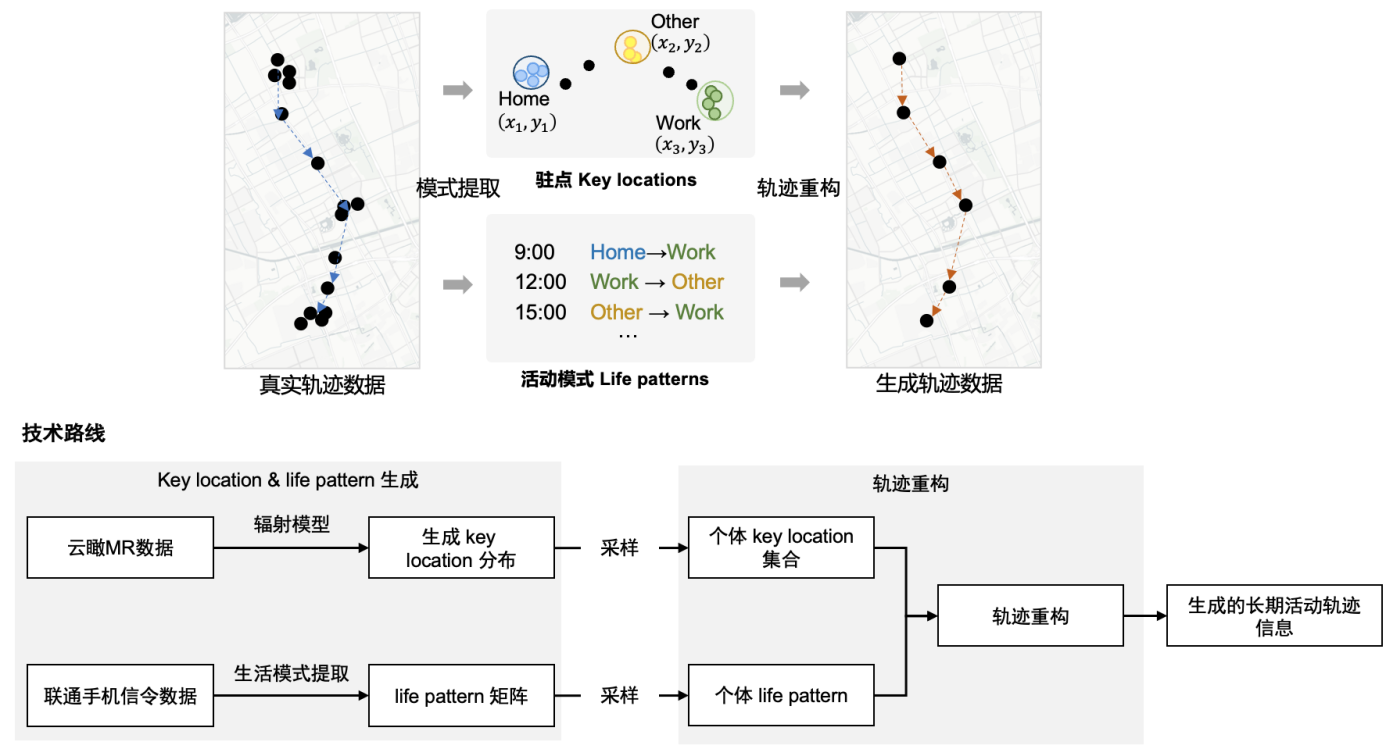 Other
(x₂, y₂)
Home
(x₁, y₁)
Work
(x₃, y₃)
模式提取
驻点 Key locations
轨迹重构
9:00 Home→Work
12:00 Work → Other
15:00 Other → Work
...
真实轨迹数据
活动模式 Life patterns
生成轨迹数据
技术路线
Key location & life pattern 生成
轨迹重构
云瞰MR数据
辐射模型
生成 key
location 分布
采样
个体 key location
集合
轨迹重构
生成的长期活动轨迹
信息
联通手机信令数据
生活模式提取
life pattern 矩阵
采样
个体 life pattern